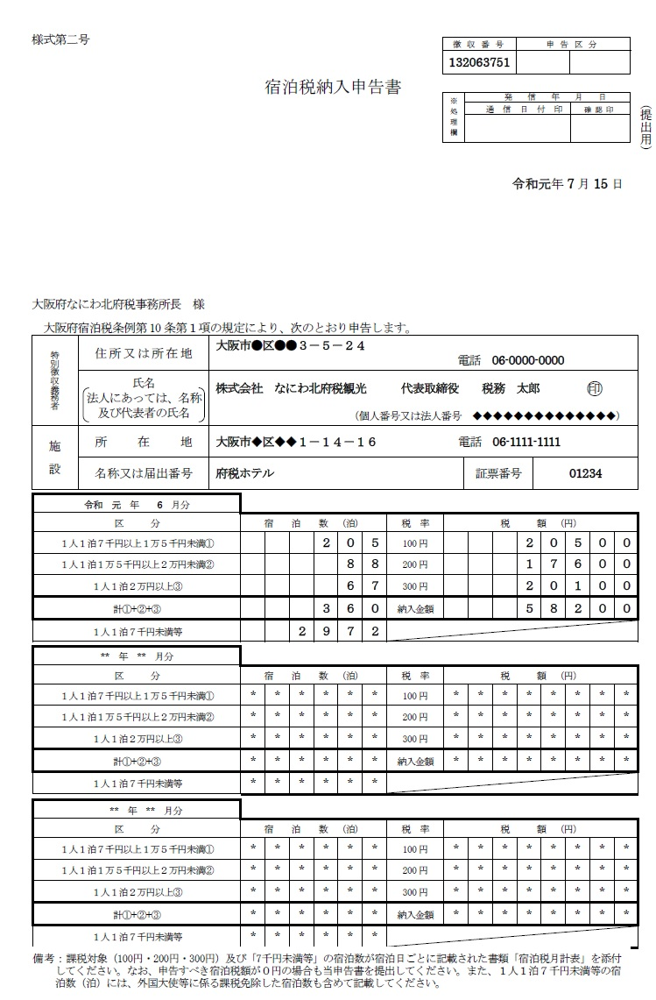 様式第二号
徴収番号 申告区分
132063751
宿泊税納入申告書
※処理欄 発信年月日
通信日付印 確認印
(提出用)
令和元年7月15日
大阪府なにわ北府税事務所長 様
大阪府宿泊税条例第10条第1項の規定により、次のとおり申告します。
特別徴収義務者
住所又は所在地 大阪市●区●●3-5-24
電話 06-0000-0000
氏名
法人にあっては、名称
及び代表者の氏名
株式会社 なにわ北府税観光 代表取締役 税務 太郎 ㊞
(個人番号又は法人番号 ◆◆◆◆◆◆◆◆◆◆◆◆◆◆)
施設
所在地 大阪市◆区◆◆1-14-16 電話 06-1111-1111
名称又は届出番号 府税ホテル 証票番号 01234
令和 元 年 6 月分
区分 宿泊数(泊) 税率 税額(円)
1人1泊7千円以上1万5千円未満① 2 0 5 100円 2 0 5 0 0
1人1泊1万5千円以上2万円未満② 8 8 200円 1 7 6 0 0
1人1泊2万円以上③ 6 7 300円 2 0 1 0 0
計①+②+③ 3 6 0 納入金額 5 8 2 0 0
1人1泊7千円未満等 2 9 7 2
** 年 ** 月分
区分 宿泊数(泊) 税率 税額(円)
1人1泊7千円以上1万5千円未満① * * * * * * 100円 * * * * * * * *
1人1泊1万5千円以上2万円未満② * * * * * * 200円 * * * * * * * *
1人1泊2万円以上③ * * * * * * 300円 * * * * * * * *
計①+②+③ * * * * * * 納入金額 * * * * * * * *
1人1泊7千円未満等 * * * * * *
** 年 ** 月分
区分 宿泊数(泊) 税率 税額(円)
1人1泊7千円以上1万5千円未満① * * * * * * 100円 * * * * * * * *
1人1泊1万5千円以上2万円未満② * * * * * * 200円 * * * * * * * *
1人1泊2万円以上③ * * * * * * 300円 * * * * * * * *
計①+②+③ * * * * * * 納入金額 * * * * * * * *
1人1泊7千円未満等 * * * * * *
備考:課税対象(100円・200円・300円)及び「7千円未満等」の宿泊数が宿泊日ごとに記載された書類「宿泊税月計表」を添付
してください。なお、申告すべき宿泊税額が0円の場合も当申告書を提出してください。また、1人1泊7千円未満等の宿
泊数(泊)には、外国大使等に係る課税免除した宿泊数も含めて記載してください。